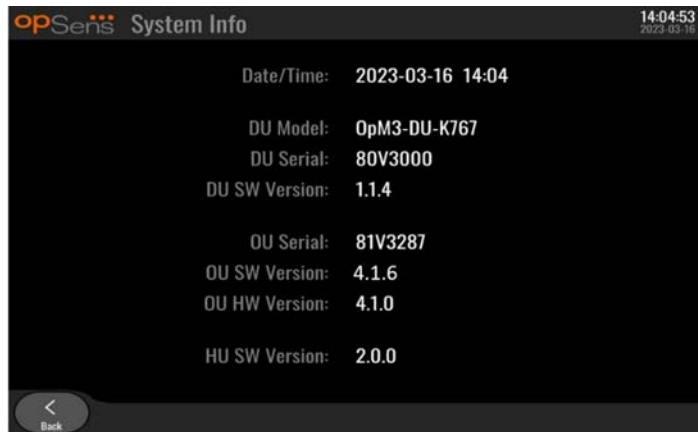 opSens System Info 14:04:53
2023-03-16
Date/Time: 2023-03-16 14:04
DU Model: OpM3-DU-K767
DU Serial: 80V3000
DU SW Version: 1.1.4
OU Serial: 81V3287
OU SW Version: 4.1.6
OU HW Version: 4.1.0
HU SW Version: 2.0.0
< Back